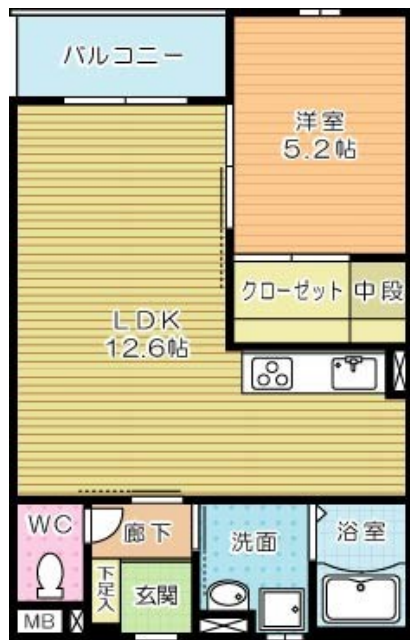 バルコニー
洋室
5.2帖
クローゼット
中段
LDK
12.6帖
WC
廊下
洗面
浴室
下足入
玄関
MB